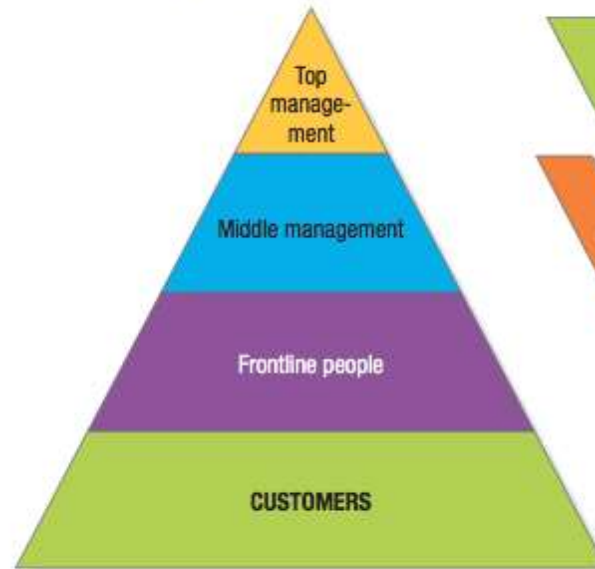 Top
manage-
ment
Middle management
Frontline people
CUSTOMERS